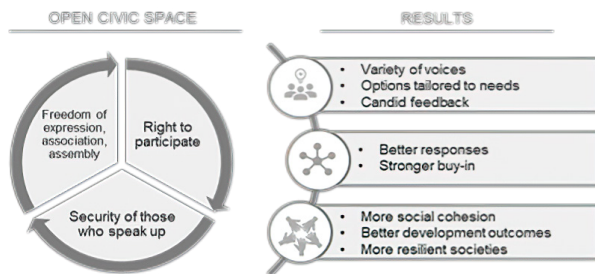 OPEN CIVIC SPACE
Freedom of
expression,
association,
assembly
Right to
participate
Security of those
who speak up
RESULTS
• Variety of voices
• Options tailored to needs
• Candid feedback
• Better responses
• Stronger buy-in
• More social cohesion
• Better development outcomes
• More resilient societies